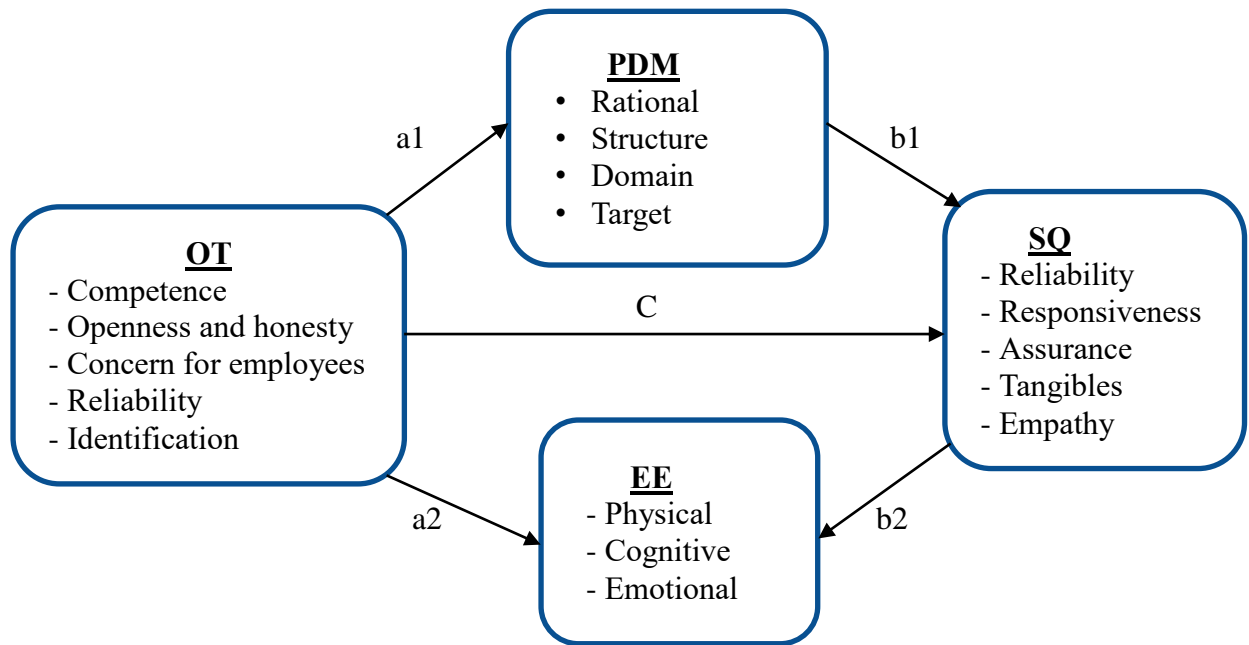 PDM
• Rational
• Structure
• Domain
• Target
a1
b1
OT
- Competence
- Openness and honesty
- Concern for employees
- Reliability
- Identification
C
SQ
- Reliability
- Responsiveness
- Assurance
- Tangibles
- Empathy
a2
EE
- Physical
- Cognitive
- Emotional
b2